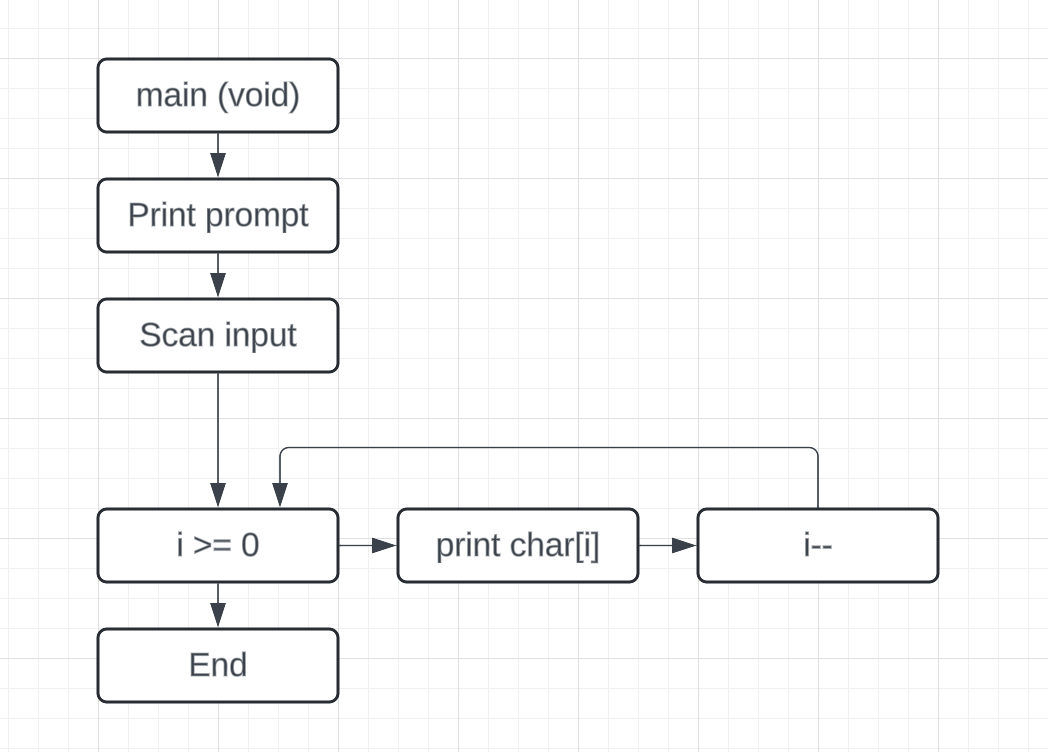 main (void)
Print prompt
Scan input
i >= 0
print char[i]
i--
End